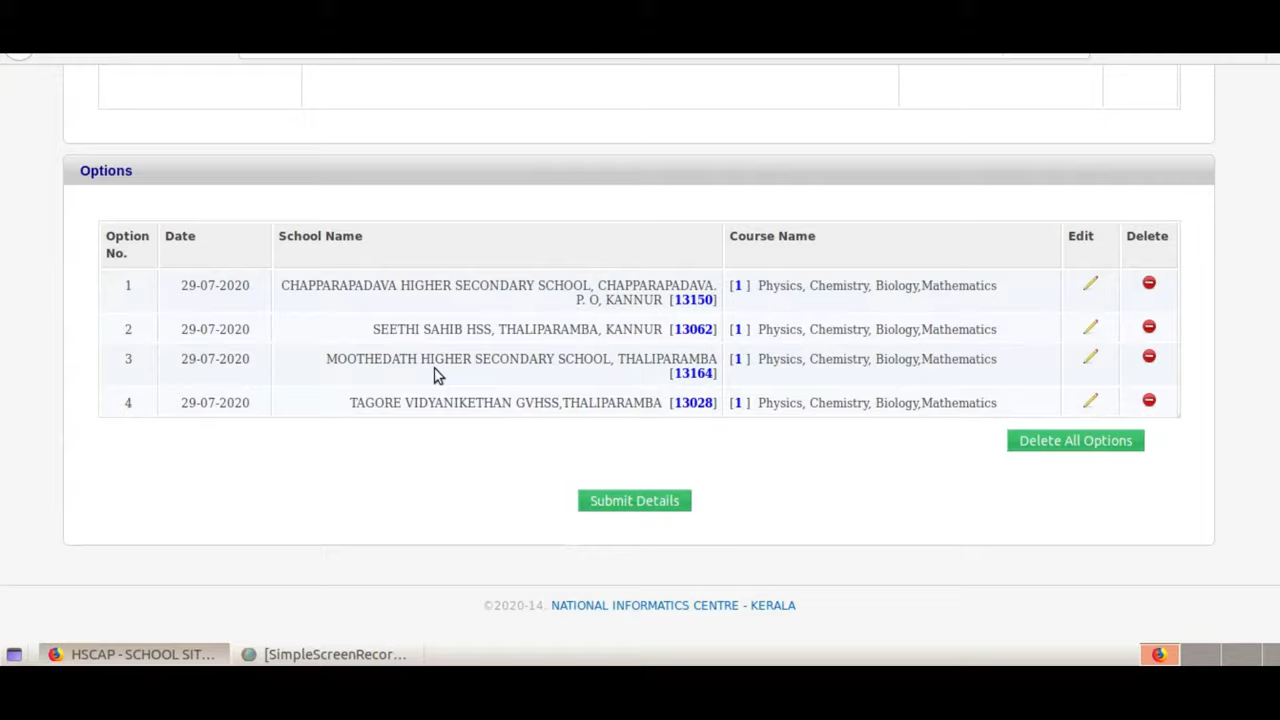 Options
Option No. Date School Name Course Name Edit Delete
1 29-07-2020 CHAPPARAPADAVA HIGHER SECONDARY SCHOOL, CHAPPARAPADAVA. P. O, KANNUR [13150] [1 ] Physics, Chemistry, Biology,Mathematics
2 29-07-2020 SEETHI SAHIB HSS, THALIPARAMBA, KANNUR [13062] [1 ] Physics, Chemistry, Biology,Mathematics
3 29-07-2020 MOOTHEDATH HIGHER SECONDARY SCHOOL, THALIPARAMBA [13164] [1 ] Physics, Chemistry, Biology,Mathematics
4 29-07-2020 TAGORE VIDYANIKETHAN GVHSS,THALIPARAMBA [13028] [1 ] Physics, Chemistry, Biology,Mathematics
Delete All Options
Submit Details
©2020-14. NATIONAL INFORMATICS CENTRE - KERALA
HSCAP - SCHOOL SIT... [SimpleScreenRecor...